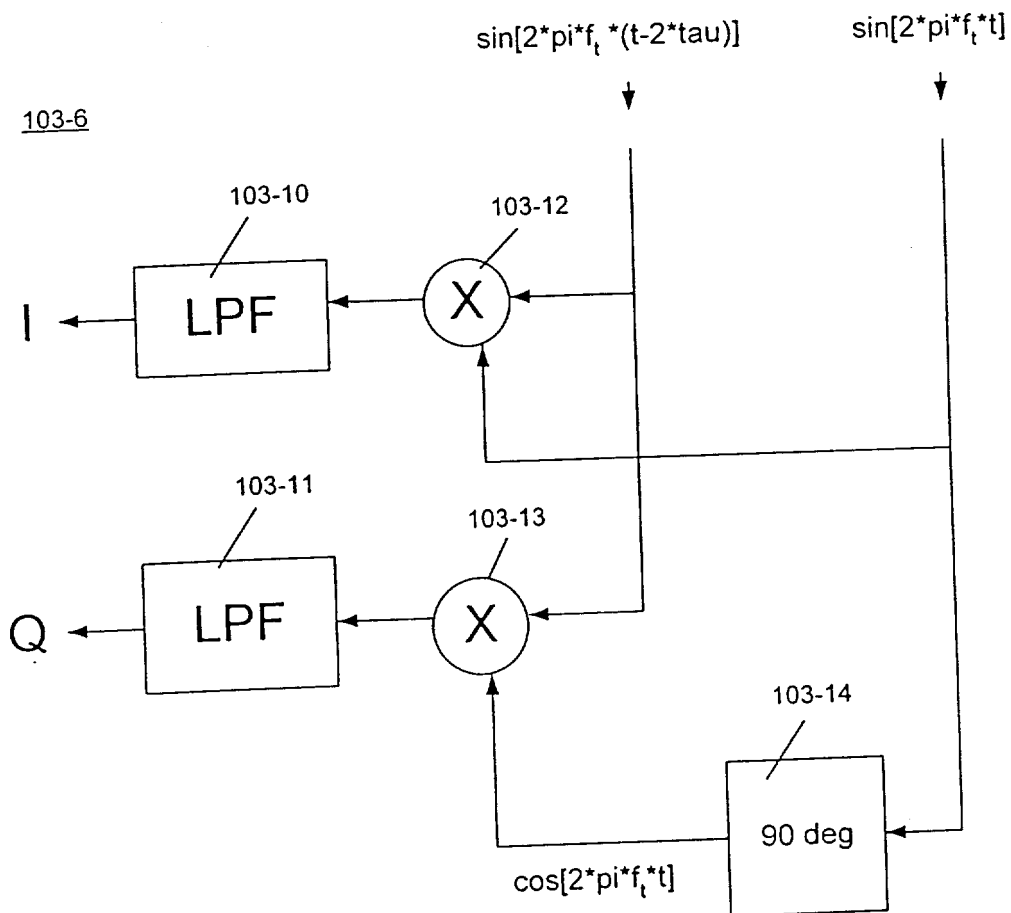 sin[2*pi*f_t *(t-2*tau)]
sin[2*pi*f_t*t]
103-6
103-10
103-12
LPF
X
I
103-11
103-13
LPF
X
Q
103-14
90 deg
cos[2*pi*f_t*t]